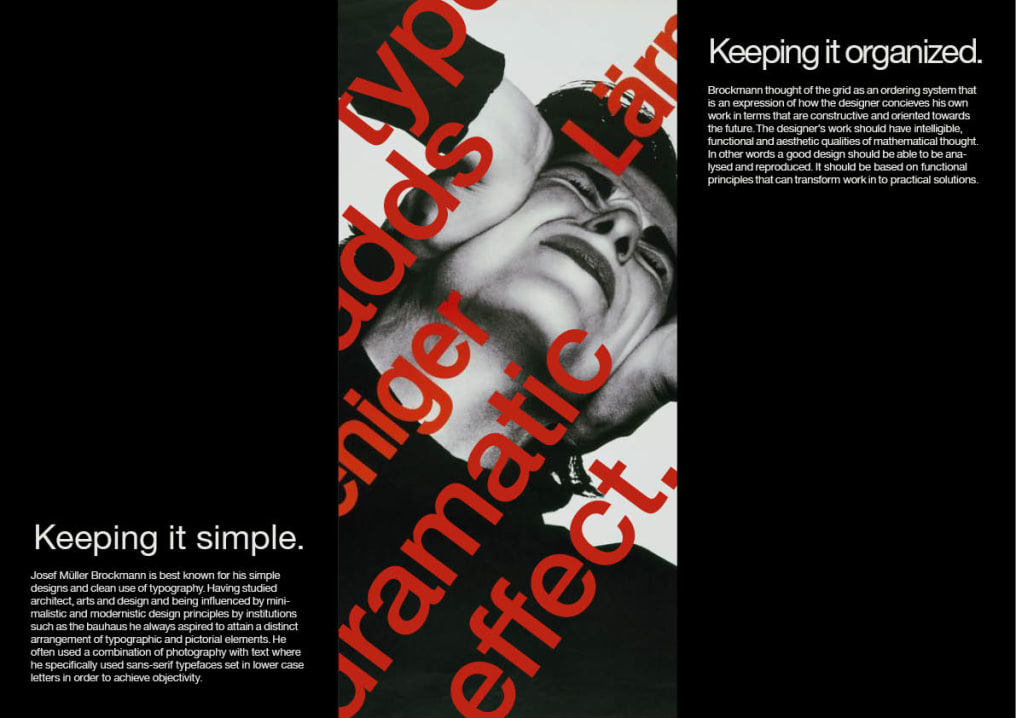 Keeping it simple.
Josef Müller Brockmann is best known for his simple
designs and clean use of typography. Having studied
architect, arts and design and being influenced by mini-
malistic and modernistic design principles by institutions
such as the bauhaus he always aspired to attain a distinct
arrangement of typographic and pictorial elements. He
often used a combination of photography with text where
he specifically used sans-serif typefaces set in lower case
letters in order to achieve objectivity.
type
adds
Lärm
eniger
dramatic
effect.
Keeping it organized.
Brockmann thought of the grid as an ordering system that
is an expression of how the designer concieves his own
work in terms that are constructive and oriented towards
the future. The designer's work should have intelligible,
functional and aesthetic qualities of mathematical thought.
In other words a good design should be able to be ana-
lysed and reproduced. It should be based on functional
principles that can transform work in to practical solutions.